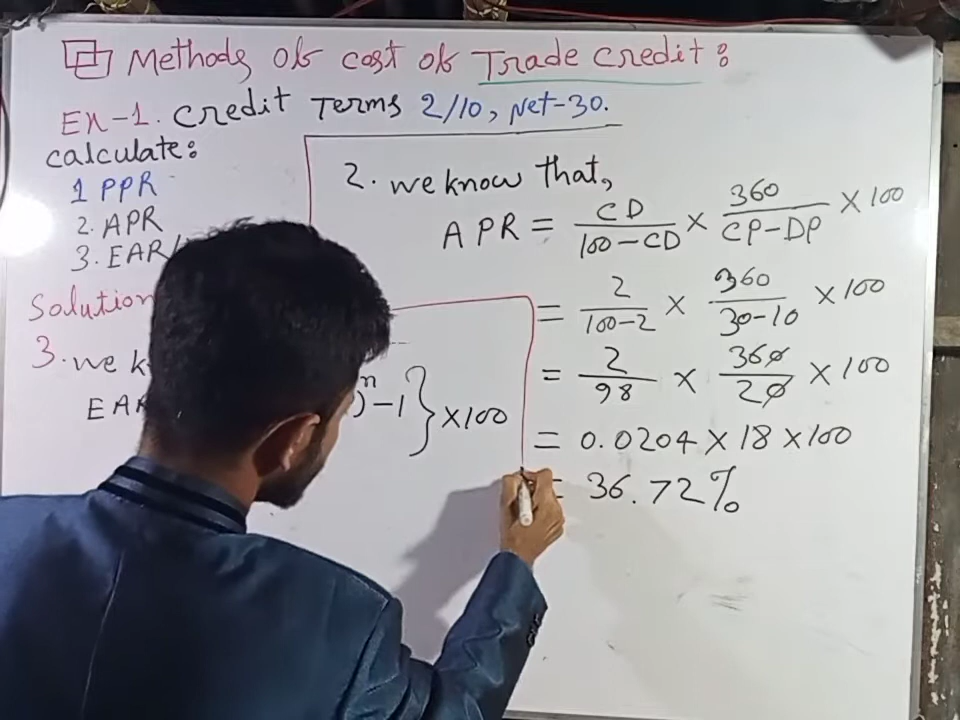 Methods of cost of Trade credit:
Ex-1. credit Terms 2/10, Net-30.
calculate:
1 PPR
2. APR
3. EAR/
Solution
3. we k
EAR
)ⁿ-1}×100
2. we know that,
APR = CD/100-CD × 360/CP-DP × 100
= 2/100-2 × 360/30-10 × 100
= 2/98 × 360/20 × 100
= 0.0204 × 18 × 100
= 36.72%